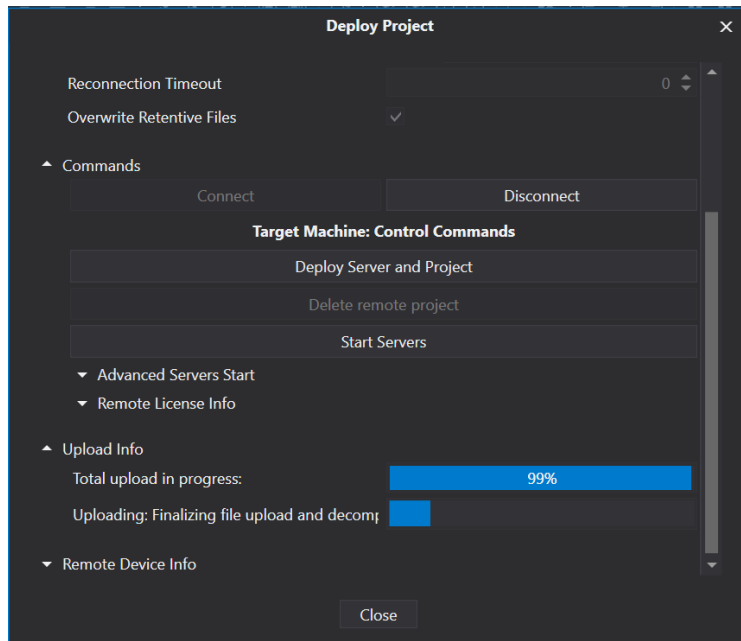 Deploy Project
Reconnection Timeout 0
Overwrite Retentive Files
Commands
Connect Disconnect
Target Machine: Control Commands
Deploy Server and Project
Delete remote project
Start Servers
Advanced Servers Start
Remote License Info
Upload Info
Total upload in progress: 99%
Uploading: Finalizing file upload and decomp
Remote Device Info
Close